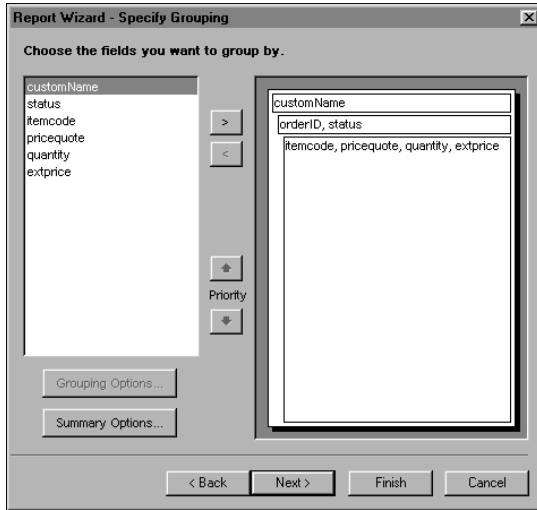 Report Wizard - Specify Grouping
Choose the fields you want to group by.
customName
status
itemcode
pricequote
quantity
extprice
>
<
Priority
Grouping Options...
Summary Options...
customName
orderID, status
itemcode, pricequote, quantity, extprice
< Back
Next >
Finish
Cancel